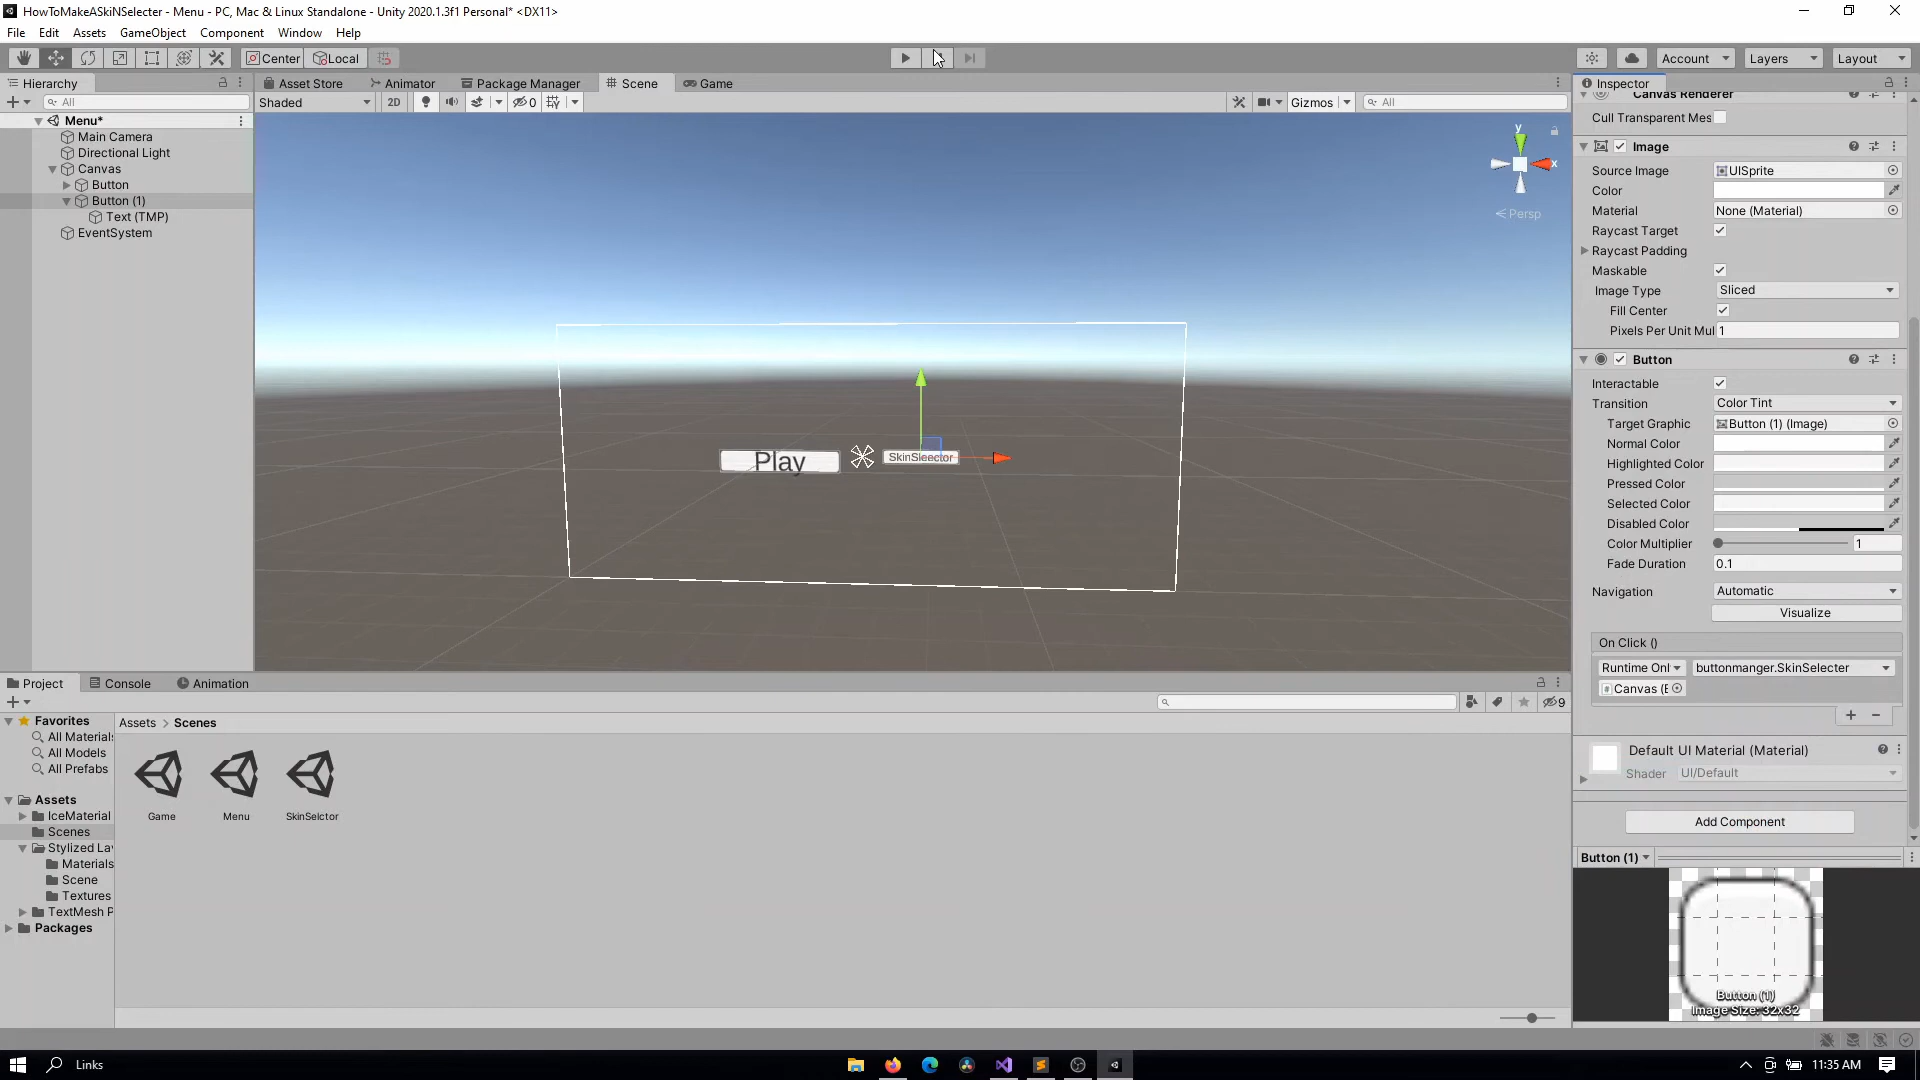 HowToMakeASkiNSelecter - Menu - PC, Mac & Linux Standalone - Unity 2020.1.3f1 Personal* <DX11>
File Edit Assets GameObject Component Window Help
Center Local Account Layers Layout
Hierarchy Asset Store Animator Package Manager Scene Game Inspector
All Shaded 2D 0 Gizmos All
Menu*
Main Camera
Directional Light
Canvas
Button
Button (1)
Text (TMP)
EventSystem
y
x
Persp
Play
SkinSleector
Canvas Renderer
Cull Transparent Mes
Image
Source Image UISprite
Color
Material None (Material)
Raycast Target
Raycast Padding
Maskable
Image Type Sliced
Fill Center
Pixels Per Unit Mul 1
Button
Interactable
Transition Color Tint
Target Graphic Button (1) (Image)
Normal Color
Highlighted Color
Pressed Color
Selected Color
Disabled Color
Color Multiplier 1
Fade Duration 0.1
Navigation Automatic
Visualize
On Click ()
Runtime Onl buttonmanger.SkinSelecter
Canvas (E
Default UI Material (Material)
Shader UI/Default
Add Component
Button (1)
Button (1)
Image Size: 32x32
Project Console Animation
9
Favorites
All Materials
All Models
All Prefabs
Assets
IceMaterial
Scenes
Stylized La
Materials
Scene
Textures
TextMesh P
Packages
Assets > Scenes
Game Menu SkinSelctor
Links
11:35 AM